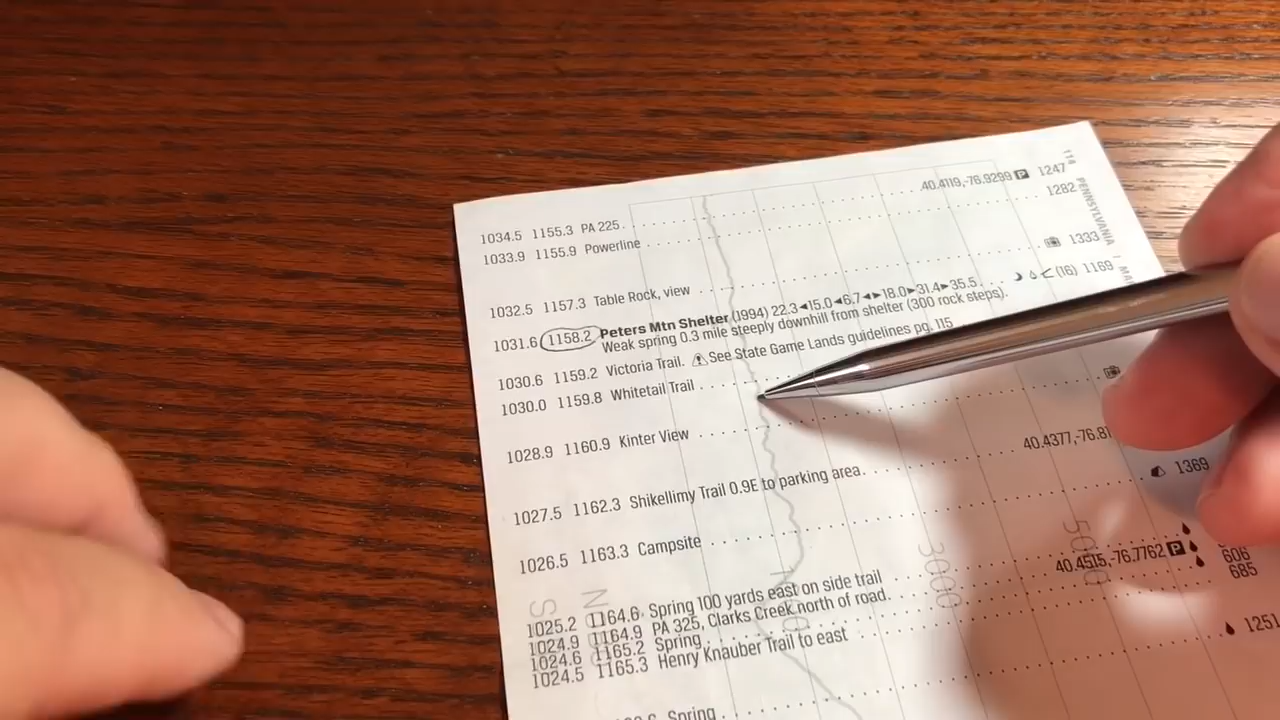 114 PENNSYLVANIA
1034.5 1155.3 PA 225 40.4119,-76.9299 P 1247
1033.9 1155.9 Powerline 1282
1032.5 1157.3 Table Rock, view 1333
1031.6 1158.2 Peters Mtn Shelter (1994) 22.3◄15.0◄6.7◄►18.0►31.4►35.5 (16) 1169
Weak spring 0.3 mile steeply downhill from shelter (300 rock steps).
1030.6 1159.2 Victoria Trail. See State Game Lands guidelines pg. 115
1030.0 1159.8 Whitetail Trail
1028.9 1160.9 Kinter View
1027.5 1162.3 Shikellimy Trail 0.9E to parking area 40.4377,
1026.5 1163.3 Campsite 1369
S N 1000 3000 5000
1025.2 1164.6 Spring 100 yards east on side trail
1024.9 1164.9 PA 325, Clarks Creek north of road. 40.4515,-76.7762 P
1024.6 1165.2 Spring 606
1024.5 1165.3 Henry Knauber Trail to east 685
1251
Spring